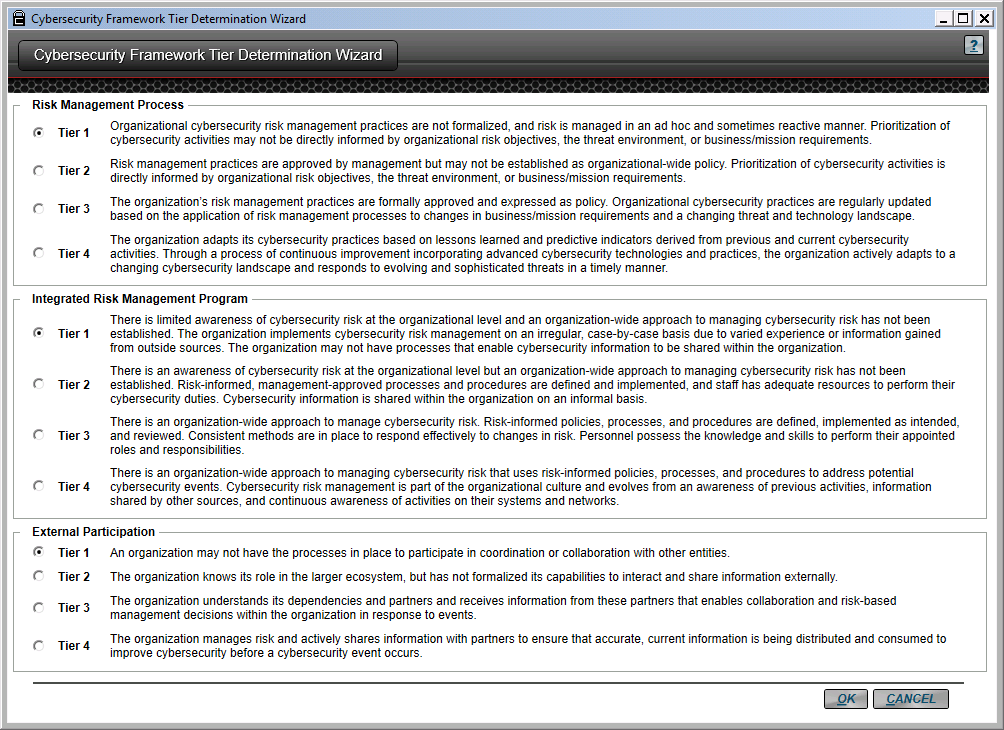 Cybersecurity Framework Tier Determination Wizard
?
Cybersecurity Framework Tier Determination Wizard
Risk Management Process
Tier 1
Organizational cybersecurity risk management practices are not formalized, and risk is managed in an ad hoc and sometimes reactive manner. Prioritization of
cybersecurity activities may not be directly informed by organizational risk objectives, the threat environment, or business/mission requirements.
Tier 2
Risk management practices are approved by management but may not be established as organizational-wide policy. Prioritization of cybersecurity activities is
directly informed by organizational risk objectives, the threat environment, or business/mission requirements.
Tier 3
The organization's risk management practices are formally approved and expressed as policy. Organizational cybersecurity practices are regularly updated
based on the application of risk management processes to changes in business/mission requirements and a changing threat and technology landscape.
Tier 4
The organization adapts its cybersecurity practices based on lessons learned and predictive indicators derived from previous and current cybersecurity
activities. Through a process of continuous improvement incorporating advanced cybersecurity technologies and practices, the organization actively adapts to a
changing cybersecurity landscape and responds to evolving and sophisticated threats in a timely manner.
Integrated Risk Management Program
Tier 1
There is limited awareness of cybersecurity risk at the organizational level and an organization-wide approach to managing cybersecurity risk has not been
established. The organization implements cybersecurity risk management on an irregular, case-by-case basis due to varied experience or information gained
from outside sources. The organization may not have processes that enable cybersecurity information to be shared within the organization.
Tier 2
There is an awareness of cybersecurity risk at the organizational level but an organization-wide approach to managing cybersecurity risk has not been
established. Risk-informed, management-approved processes and procedures are defined and implemented, and staff has adequate resources to perform their
cybersecurity duties. Cybersecurity information is shared within the organization on an informal basis.
Tier 3
There is an organization-wide approach to manage cybersecurity risk. Risk-informed policies, processes, and procedures are defined, implemented as intended,
and reviewed. Consistent methods are in place to respond effectively to changes in risk. Personnel possess the knowledge and skills to perform their appointed
roles and responsibilities.
Tier 4
There is an organization-wide approach to managing cybersecurity risk that uses risk-informed policies, processes, and procedures to address potential
cybersecurity events. Cybersecurity risk management is part of the organizational culture and evolves from an awareness of previous activities, information
shared by other sources, and continuous awareness of activities on their systems and networks.
External Participation
Tier 1
An organization may not have the processes in place to participate in coordination or collaboration with other entities.
Tier 2
The organization knows its role in the larger ecosystem, but has not formalized its capabilities to interact and share information externally.
Tier 3
The organization understands its dependencies and partners and receives information from these partners that enables collaboration and risk-based
management decisions within the organization in response to events.
Tier 4
The organization manages risk and actively shares information with partners to ensure that accurate, current information is being distributed and consumed to
improve cybersecurity before a cybersecurity event occurs.
OK
CANCEL